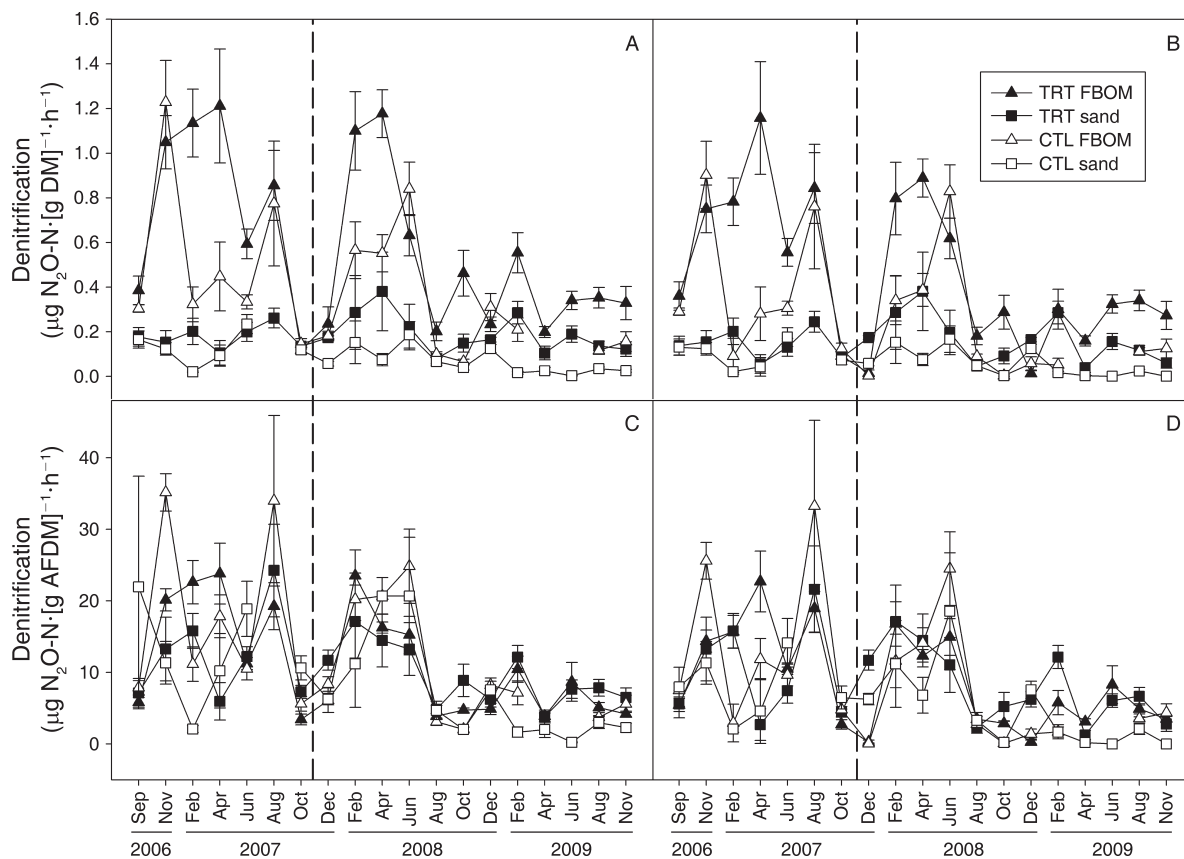 A
B
1.6
1.4
1.2
1.0
0.8
0.6
0.4
0.2
0.0
Denitrification
(μg N₂O-N·[g DM]⁻¹·h⁻¹)
TRT FBOM
TRT sand
CTL FBOM
CTL sand
C
D
40
30
20
10
0
Denitrification
(μg N₂O-N·[g AFDM]⁻¹·h⁻¹)
Sep Nov Feb Apr Jun Aug Oct Dec Feb Apr Jun Aug Oct Dec Feb Apr Jun Aug Nov
Sep Nov Feb Apr Jun Aug Oct Dec Feb Apr Jun Aug Oct Dec Feb Apr Jun Aug Nov
2006 2007 2008 2009
2006 2007 2008 2009